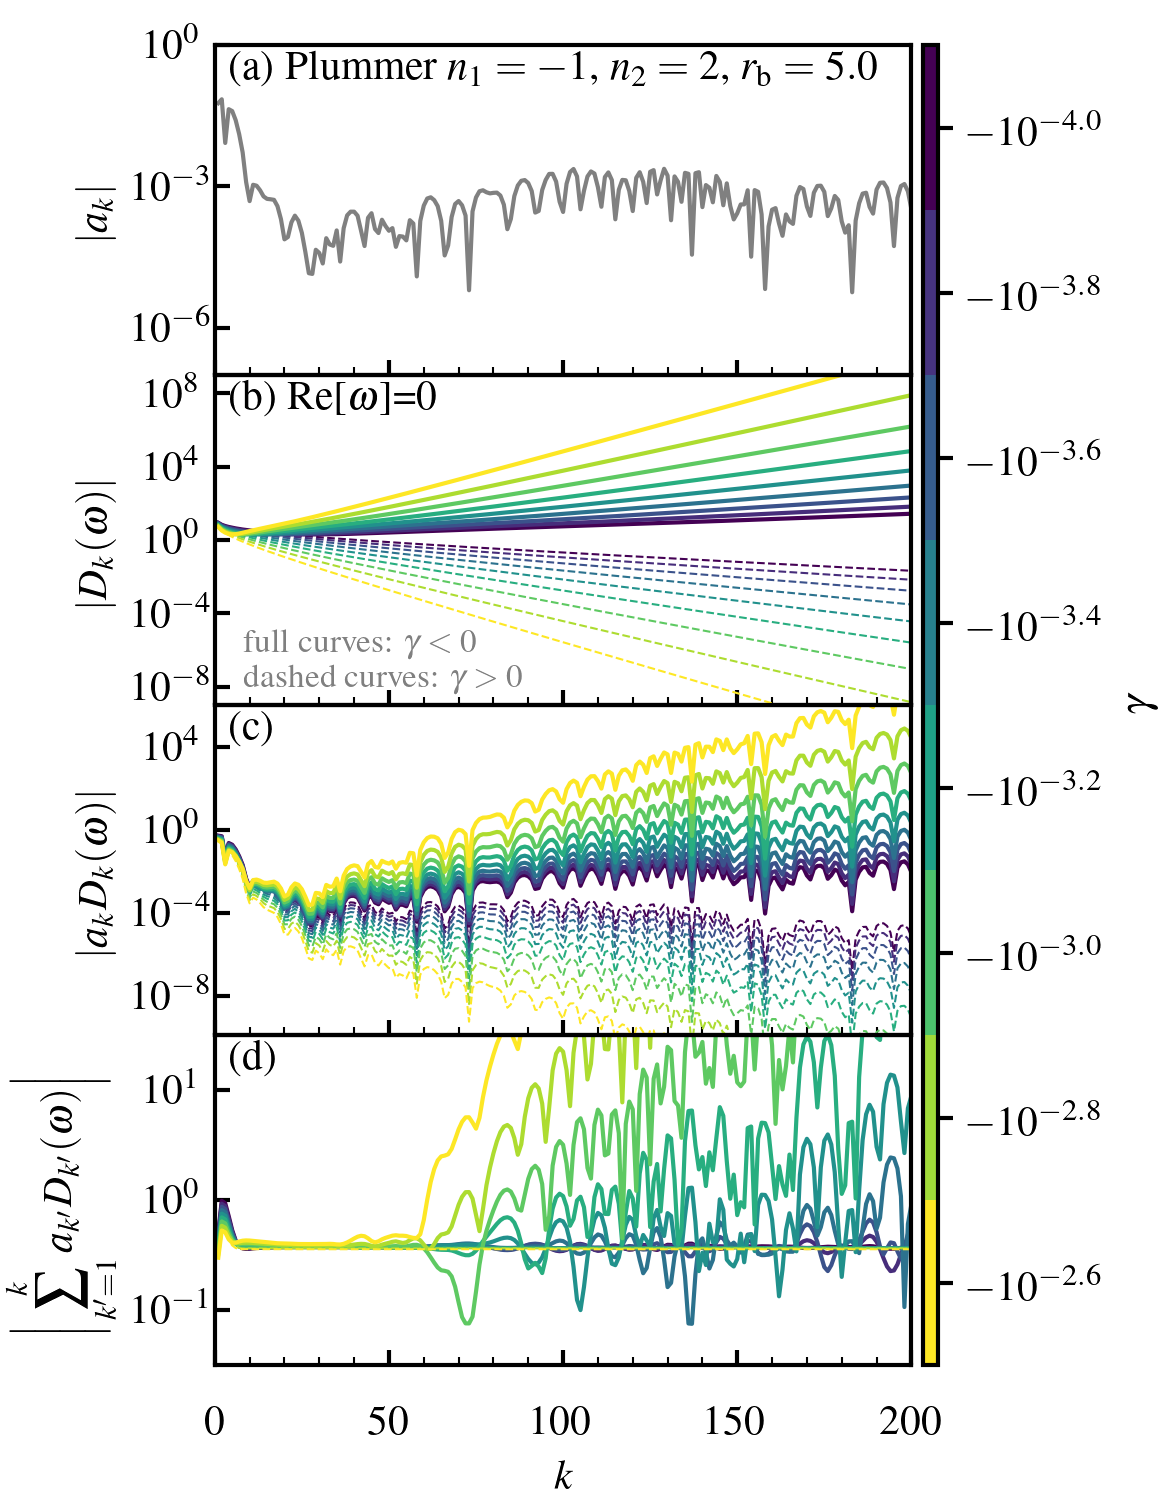 (a) Plummer n₁ = −1, n₂ = 2, r_b = 5.0
10⁰
10⁻³
10⁻⁶
|a_k|
(b) Re[ω]=0
10⁸
10⁴
10⁰
10⁻⁴
10⁻⁸
|D_k(ω)|
full curves: γ < 0
dashed curves: γ > 0
(c)
10⁴
10⁰
10⁻⁴
10⁻⁸
|a_k D_k(ω)|
(d)
10¹
10⁰
10⁻¹
|∑_{k′=1}^{k} a_{k′} D_{k′}(ω)|
0 50 100 150 200
k
−10^{−4.0}
−10^{−3.8}
−10^{−3.6}
−10^{−3.4}
−10^{−3.2}
−10^{−3.0}
−10^{−2.8}
−10^{−2.6}
γ